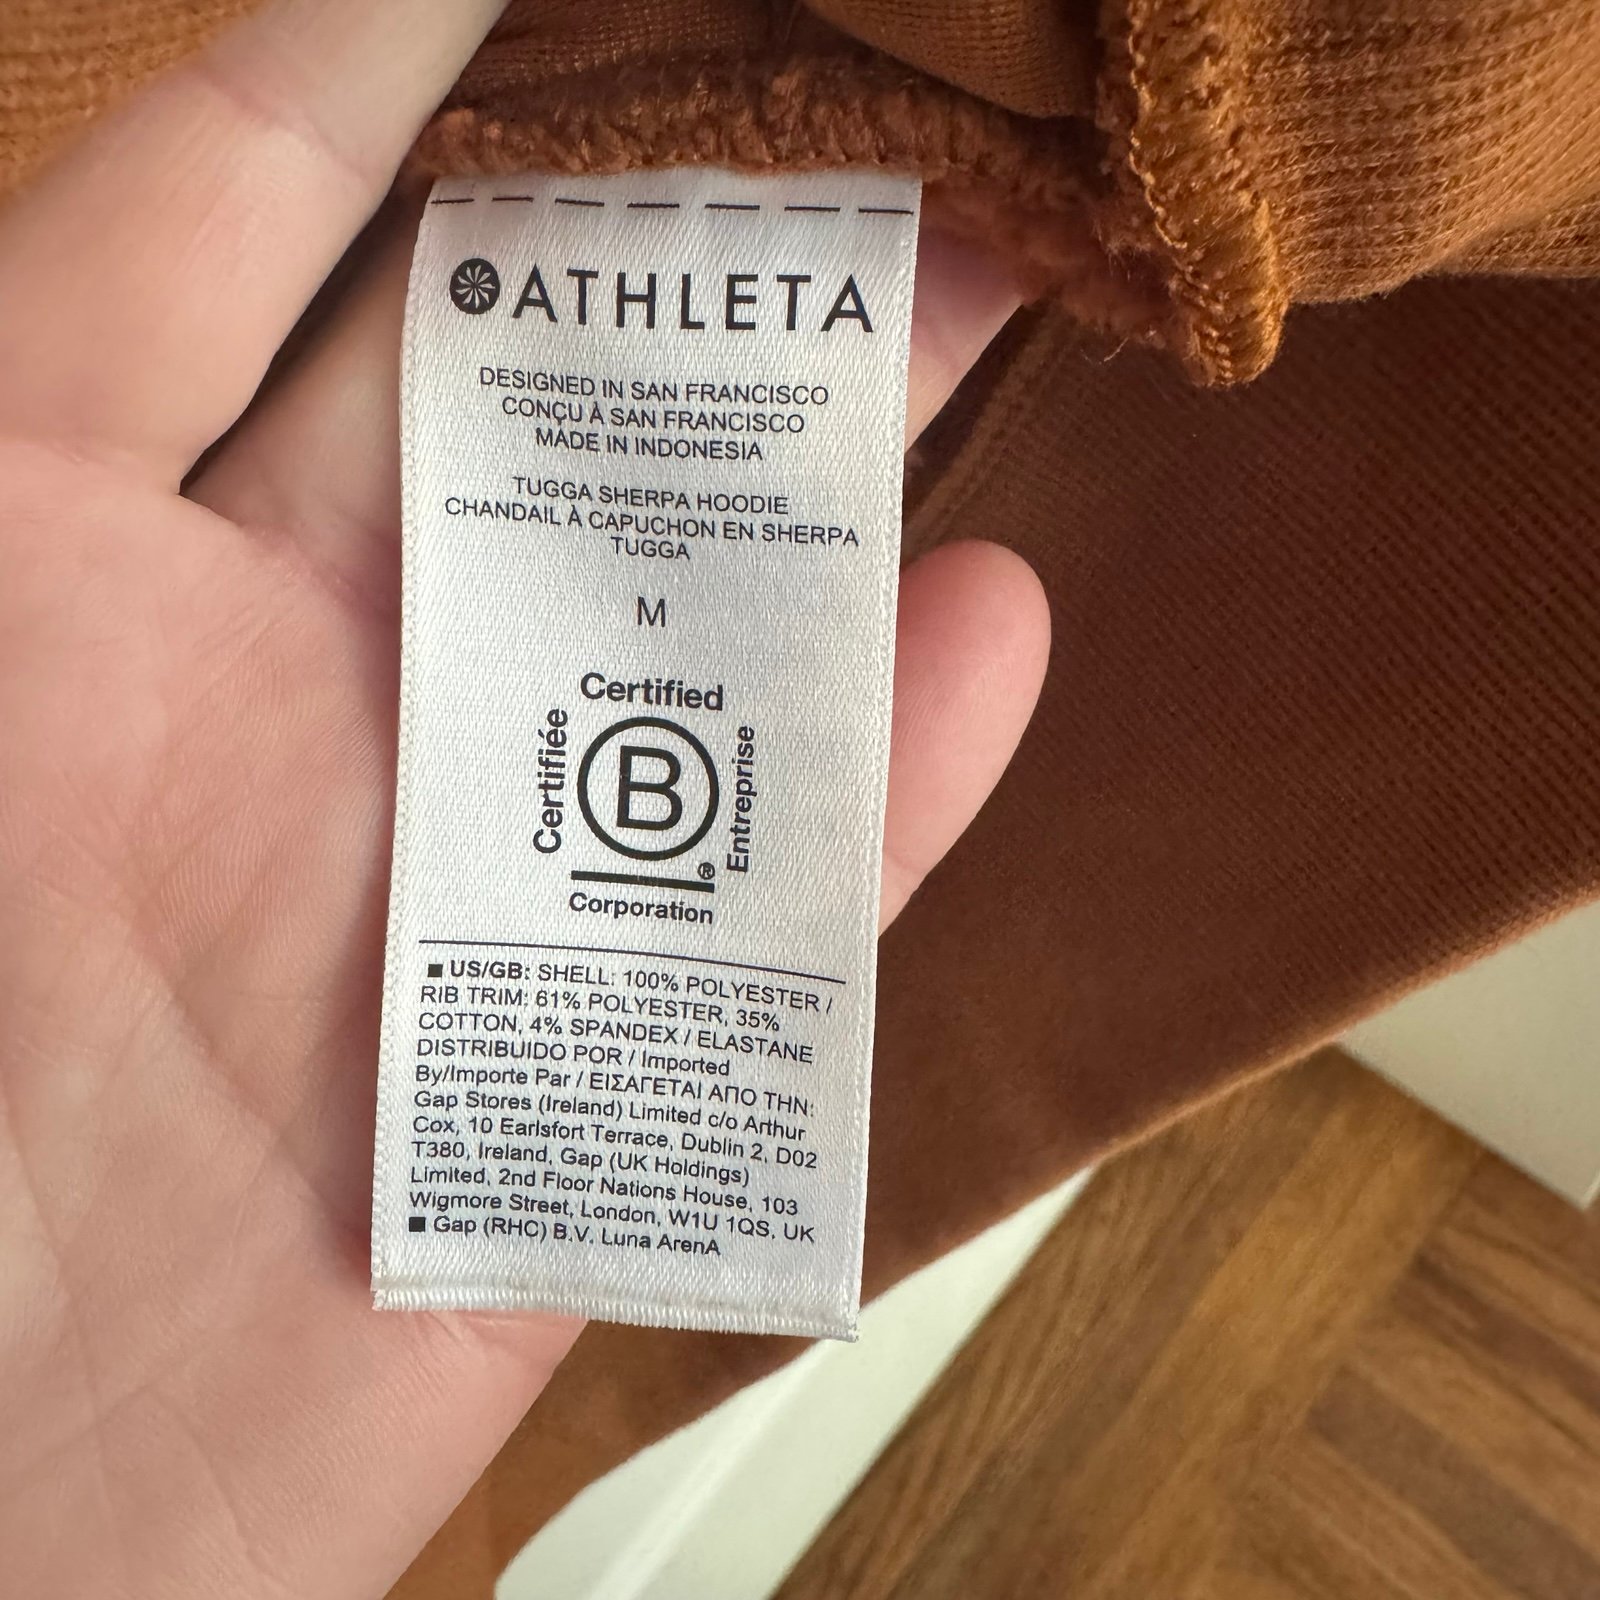 ATHLETA
DESIGNED IN SAN FRANCISCO
CONÇU À SAN FRANCISCO
MADE IN INDONESIA
TUGGA SHERPA HOODIE
CHANDAIL À CAPUCHON EN SHERPA
TUGGA
M
Certified
Certifiée
B
Entreprise
®
Corporation
■ US/GB: SHELL: 100% POLYESTER /
RIB TRIM: 61% POLYESTER, 35%
COTTON, 4% SPANDEX / ELASTANE
DISTRIBUIDO POR / Imported
By/Importe Par / ΕΙΣΑΓΕΤΑΙ ΑΠΟ ΤΗΝ:
Gap Stores (Ireland) Limited c/o Arthur
Cox, 10 Earlsfort Terrace, Dublin 2, D02
T380, Ireland, Gap (UK Holdings)
Limited, 2nd Floor Nations House, 103
Wigmore Street, London, W1U 1QS, UK
■ Gap (RHC) B.V. Luna ArenA